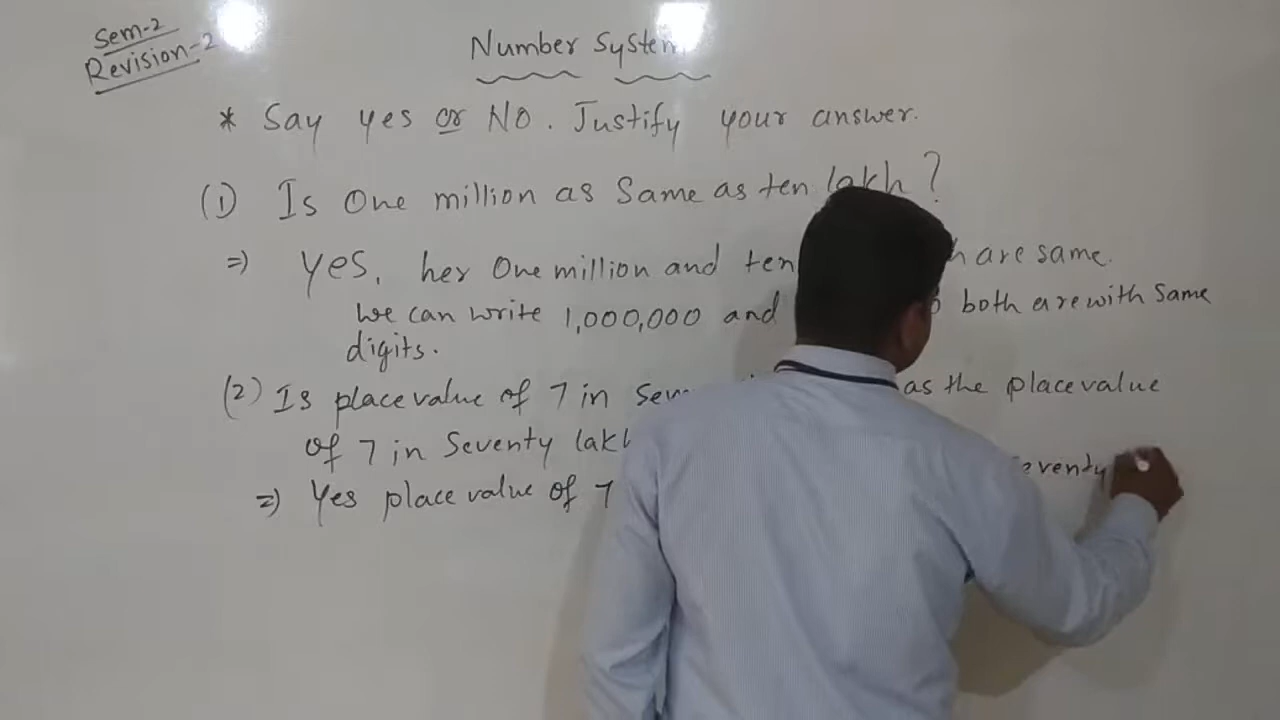 Sem-2
Revision-2
Number System
* Say yes or No. Justify your answer.
(1) Is One million as Same as ten lakh ?
=) Yes, her One million and ten are same.
We can write 1,000,000 and both are with Same
digits.
(2) Is place value of 7 in as the place value
of 7 in Seventy lakh
=) Yes place value of 7 Seventy